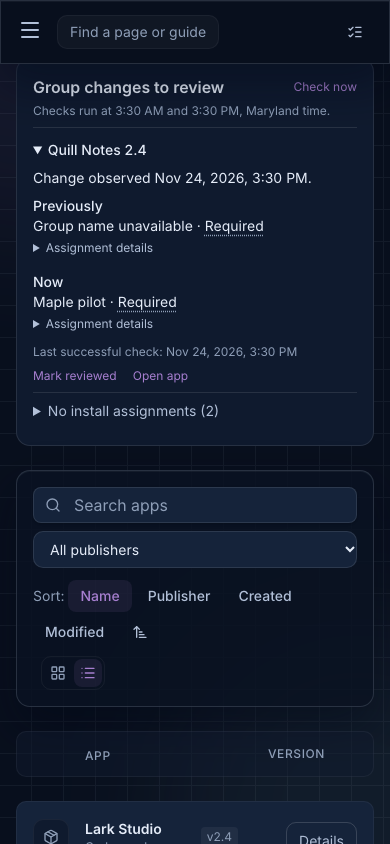 Find a page or guide
Group changes to review
Check now
Checks run at 3:30 AM and 3:30 PM, Maryland time.
Quill Notes 2.4
Change observed Nov 24, 2026, 3:30 PM.
Previously
Group name unavailable · Required
Assignment details
Now
Maple pilot · Required
Assignment details
Last successful check: Nov 24, 2026, 3:30 PM
Mark reviewed Open app
No install assignments (2)
Search apps
All publishers
Sort: Name Publisher Created
Modified
APP VERSION
Lark Studio
v2.4
Details